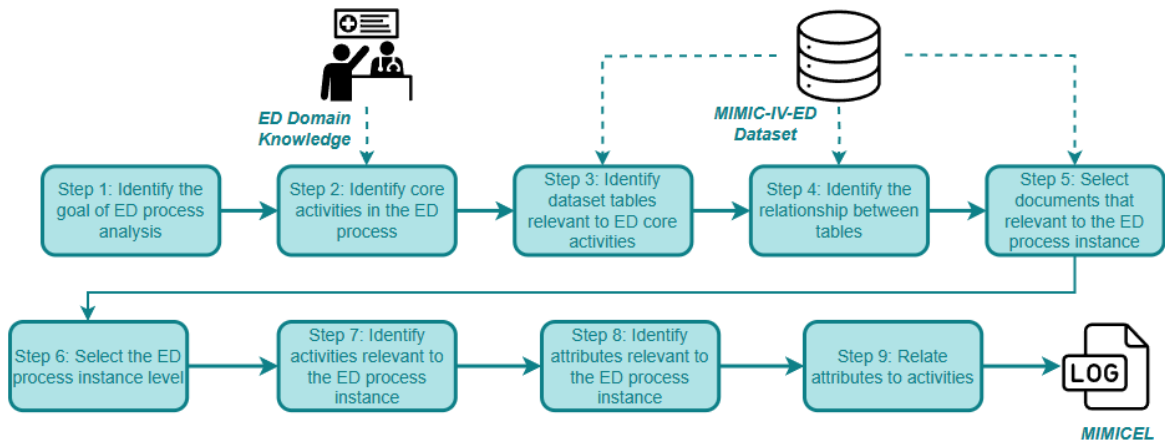 ED Domain
Knowledge
MIMIC-IV-ED
Dataset
Step 1: Identify the
goal of ED process
analysis
Step 2: Identify core
activities in the ED
process
Step 3: Identify
dataset tables
relevant to ED core
activities
Step 4: Identify the
relationship between
tables
Step 5: Select
documents that
relevant to the ED
process instance
Step 6: Select the ED
process instance level
Step 7: Identify
activities relevant to
the ED process
instance
Step 8: Identify
attributes relevant to
the ED process
instance
Step 9: Relate
attributes to activities
LOG
MIMICEL